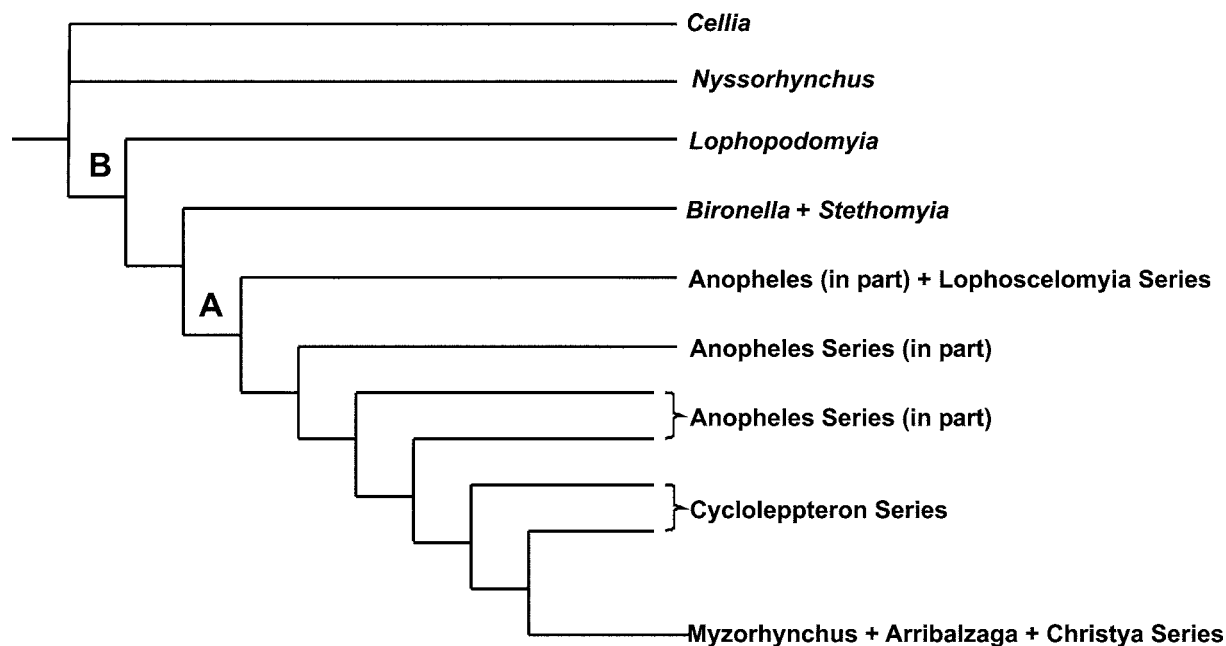 Cellia
Nyssorhynchus
B
Lophopodomyia
Bironella + Stethomyia
A
Anopheles (in part) + Lophoscelomyia Series
Anopheles Series (in part)
Anopheles Series (in part)
Cycloleppteron Series
Myzorhynchus + Arribalzaga + Christya Series